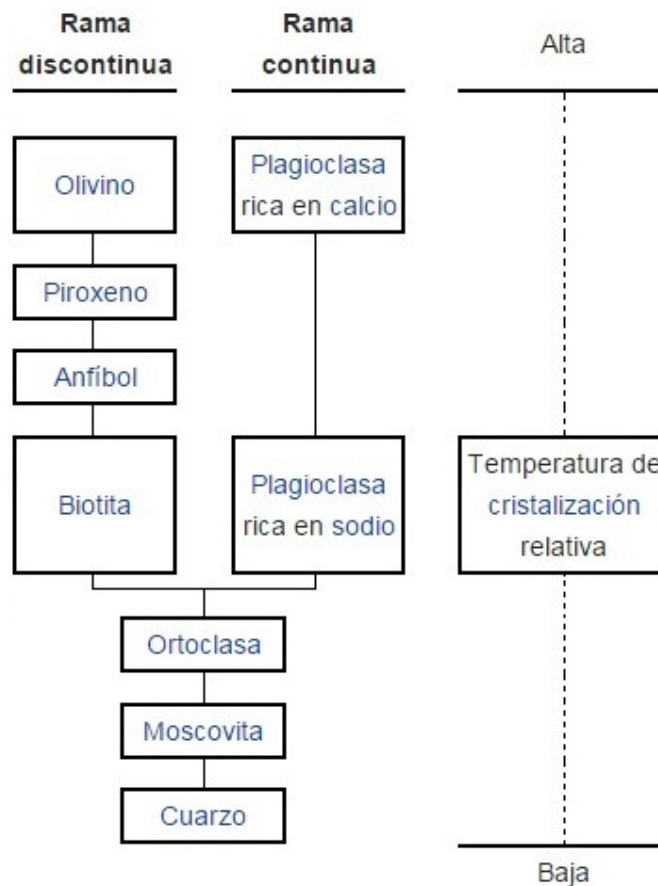 Rama
discontinua
Rama
continua
Alta
Olivino
Plagioclasa
rica en calcio
Piroxeno
Anfíbol
Biotita
Plagioclasa
rica en sodio
Temperatura de
cristalización
relativa
Ortoclasa
Moscovita
Cuarzo
Baja